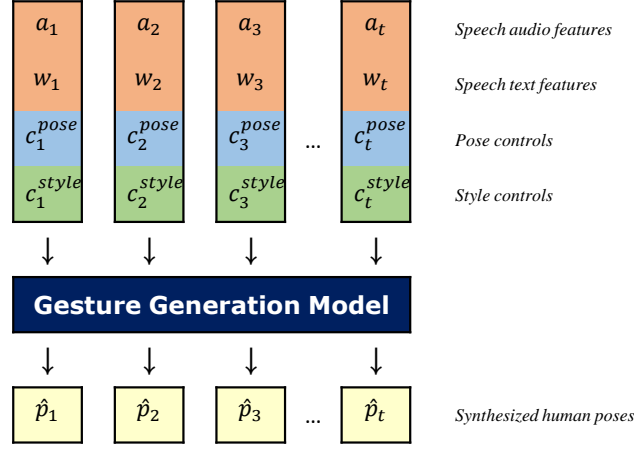 a₁ a₂ a₃ aₜ Speech audio features
w₁ w₂ w₃ wₜ Speech text features
c₁ᵖᵒˢᵉ c₂ᵖᵒˢᵉ c₃ᵖᵒˢᵉ ... cₜᵖᵒˢᵉ Pose controls
c₁ˢᵗʸˡᵉ c₂ˢᵗʸˡᵉ c₃ˢᵗʸˡᵉ cₜˢᵗʸˡᵉ Style controls
↓ ↓ ↓ ↓
Gesture Generation Model
↓ ↓ ↓ ↓
p̂₁ p̂₂ p̂₃ ... p̂ₜ Synthesized human poses